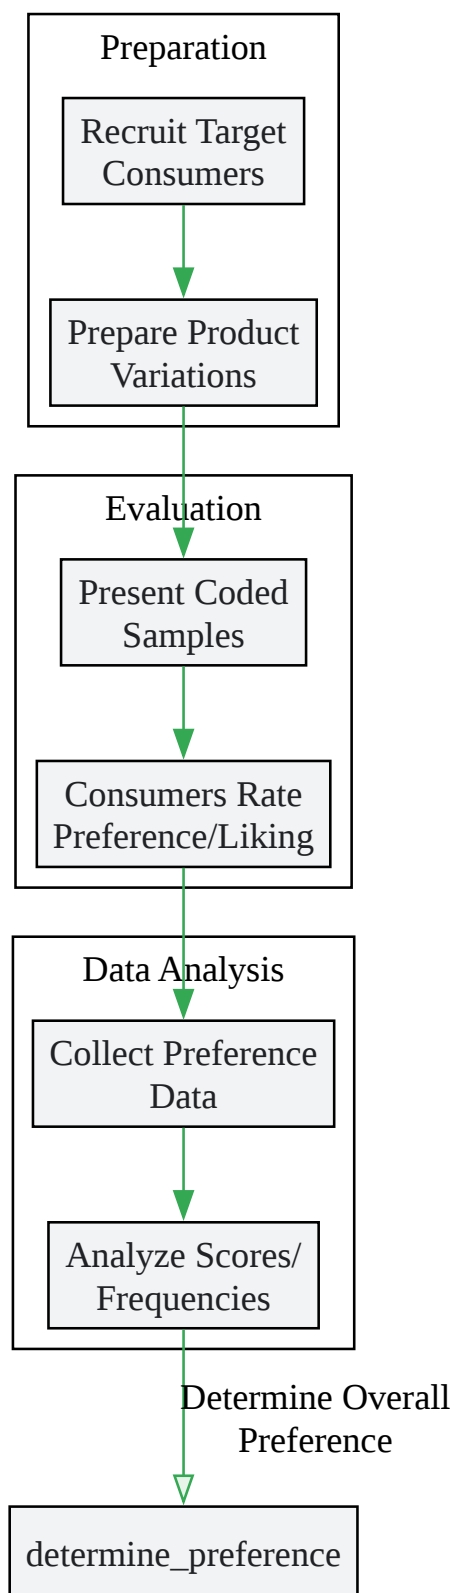 Preparation
Recruit Target
Consumers
Prepare Product
Variations
Evaluation
Present Coded
Samples
Consumers Rate
Preference/Liking
Data Analysis
Collect Preference
Data
Analyze Scores/
Frequencies
Determine Overall
Preference
determine_preference